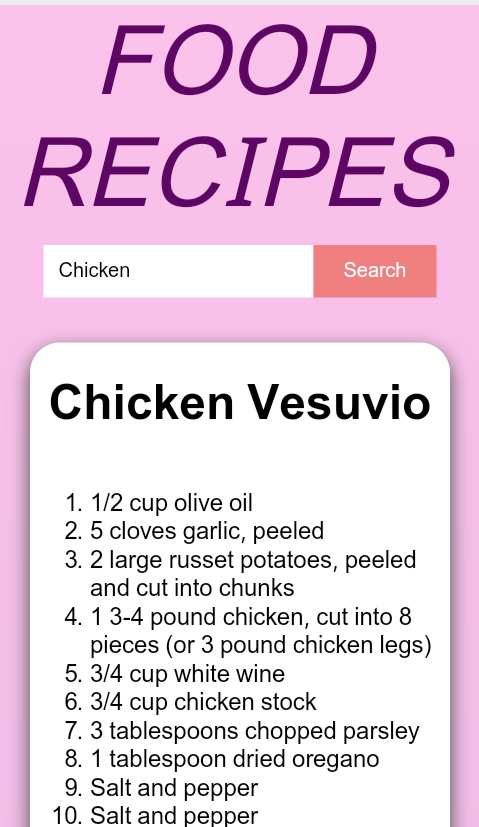 FOOD
RECIPES
Chicken Search
Chicken Vesuvio
1. 1/2 cup olive oil
2. 5 cloves garlic, peeled
3. 2 large russet potatoes, peeled
and cut into chunks
4. 1 3-4 pound chicken, cut into 8
pieces (or 3 pound chicken legs)
5. 3/4 cup white wine
6. 3/4 cup chicken stock
7. 3 tablespoons chopped parsley
8. 1 tablespoon dried oregano
9. Salt and pepper
10. Salt and pepper